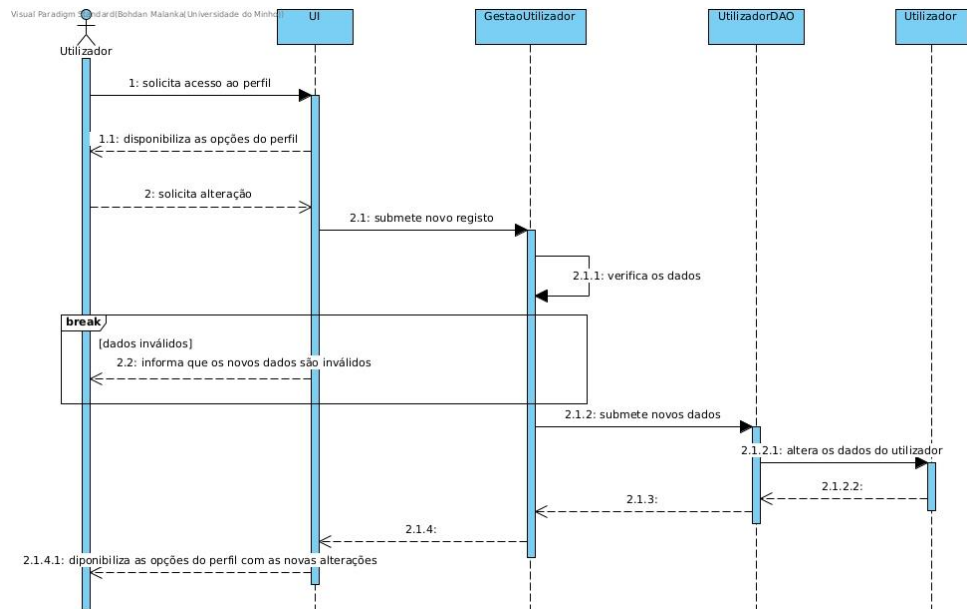 Visual Paradigm Standard(Bohdan Malanka(Universidade do Minho))
UI
GestaoUtilizador
UtilizadorDAO
Utilizador
Utilizador
1: solicita acesso ao perfil
1.1: disponibiliza as opções do perfil
2: solicita alteração
2.1: submete novo registo
2.1.1: verifica os dados
break
[dados inválidos]
2.2: informa que os novos dados são inválidos
2.1.2: submete novos dados
2.1.2.1: altera os dados do utilizador
2.1.2.2:
2.1.3:
2.1.4:
2.1.4.1: diponibiliza as opções do perfil com as novas alterações